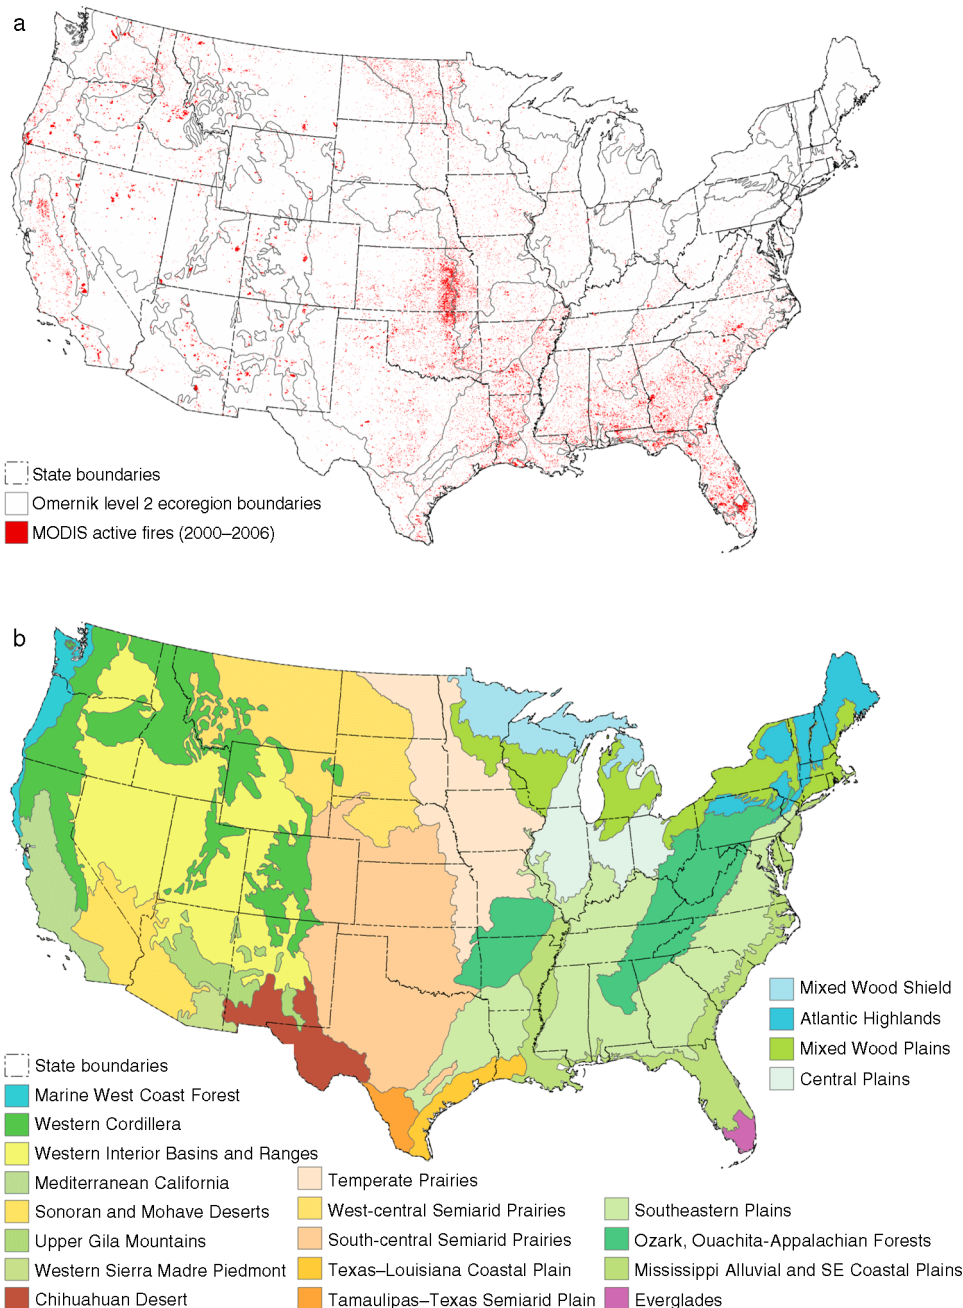 a
State boundaries
Omernik level 2 ecoregion boundaries
MODIS active fires (2000–2006)
b
Mixed Wood Shield
Atlantic Highlands
Mixed Wood Plains
Central Plains
State boundaries
Marine West Coast Forest
Western Cordillera
Western Interior Basins and Ranges
Mediterranean California
Sonoran and Mohave Deserts
Upper Gila Mountains
Western Sierra Madre Piedmont
Chihuahuan Desert
Temperate Prairies
West-central Semiarid Prairies
South-central Semiarid Prairies
Texas–Louisiana Coastal Plain
Tamaulipas–Texas Semiarid Plain
Southeastern Plains
Ozark, Ouachita-Appalachian Forests
Mississippi Alluvial and SE Coastal Plains
Everglades